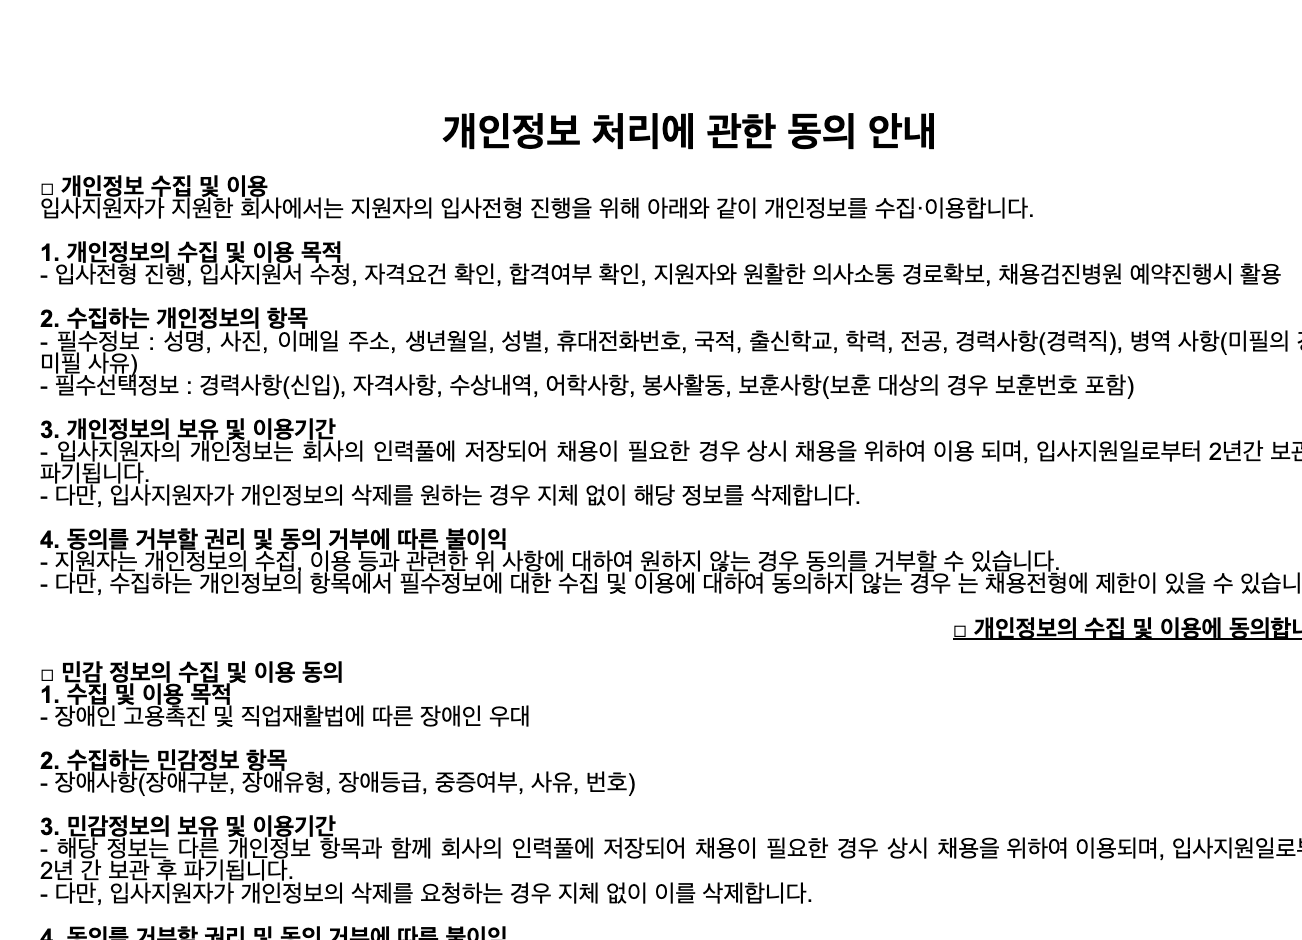 개인정보 처리에 관한 동의 안내
□ 개인정보 수집 및 이용
입사지원자가 지원한 회사에서는 지원자의 입사전형 진행을 위해 아래와 같이 개인정보를 수집·이용합니다.
1. 개인정보의 수집 및 이용 목적
- 입사전형 진행, 입사지원서 수정, 자격요건 확인, 합격여부 확인, 지원자와 원활한 의사소통 경로확보, 채용검진병원 예약진행시 활용
2. 수집하는 개인정보의 항목
- 필수정보 : 성명, 사진, 이메일 주소, 생년월일, 성별, 휴대전화번호, 국적, 출신학교, 학력, 전공, 경력사항(경력직), 병역 사항(미필의
미필 사유)
- 필수선택정보 : 경력사항(신입), 자격사항, 수상내역, 어학사항, 봉사활동, 보훈사항(보훈 대상의 경우 보훈번호 포함)
3. 개인정보의 보유 및 이용기간
- 입사지원자의 개인정보는 회사의 인력풀에 저장되어 채용이 필요한 경우 상시 채용을 위하여 이용 되며, 입사지원일로부터 2년간 보관
파기됩니다.
- 다만, 입사지원자가 개인정보의 삭제를 원하는 경우 지체 없이 해당 정보를 삭제합니다.
4. 동의를 거부할 권리 및 동의 거부에 따른 불이익
- 지원자는 개인정보의 수집, 이용 등과 관련한 위 사항에 대하여 원하지 않는 경우 동의를 거부할 수 있습니다.
- 다만, 수집하는 개인정보의 항목에서 필수정보에 대한 수집 및 이용에 대하여 동의하지 않는 경우 는 채용전형에 제한이 있을 수 있습니
□ 개인정보의 수집 및 이용에 동의합니
□ 민감 정보의 수집 및 이용 동의
1. 수집 및 이용 목적
- 장애인 고용촉진 및 직업재활법에 따른 장애인 우대
2. 수집하는 민감정보 항목
- 장애사항(장애구분, 장애유형, 장애등급, 중증여부, 사유, 번호)
3. 민감정보의 보유 및 이용기간
- 해당 정보는 다른 개인정보 항목과 함께 회사의 인력풀에 저장되어 채용이 필요한 경우 상시 채용을 위하여 이용되며, 입사지원일로부
2년 간 보관 후 파기됩니다.
- 다만, 입사지원자가 개인정보의 삭제를 요청하는 경우 지체 없이 이를 삭제합니다.
4. 동의를 거부할 권리 및 동의 거부에 따른 불이익